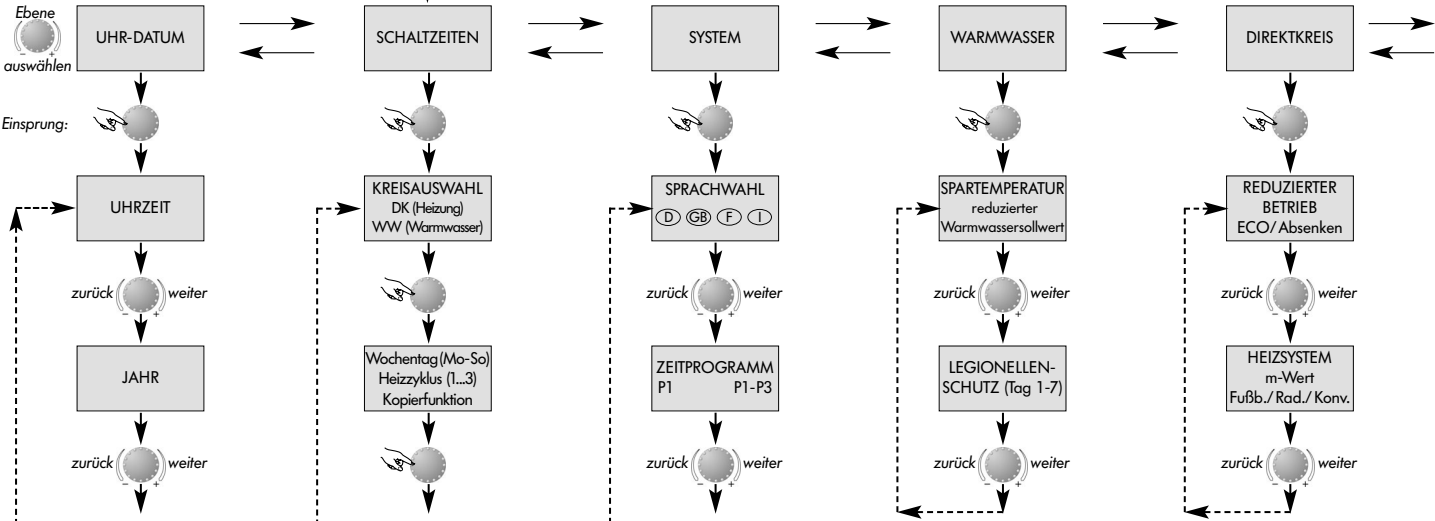 Ebene
auswählen
- +
UHR-DATUM
SCHALTZEITEN
SYSTEM
WARMWASSER
DIREKTKREIS
Einsprung:
UHRZEIT
KREISAUSWAHL
DK (Heizung)
WW (Warmwasser)
SPRACHWAHL
D GB F I
SPARTEMPERATUR
reduzierter
Warmwassersollwert
REDUZIERTER
BETRIEB
ECO/Absenken
zurück - + weiter
zurück - + weiter
zurück - + weiter
zurück - + weiter
JAHR
Wochentag (Mo-So)
Heizzyklus (1...3)
Kopierfunktion
ZEITPROGRAMM
P1 P1-P3
LEGIONELLEN-
SCHUTZ (Tag 1-7)
HEIZSYSTEM
m-Wert
Fußb./Rad./Konv.
zurück - + weiter
zurück - + weiter
zurück - + weiter
zurück - + weiter